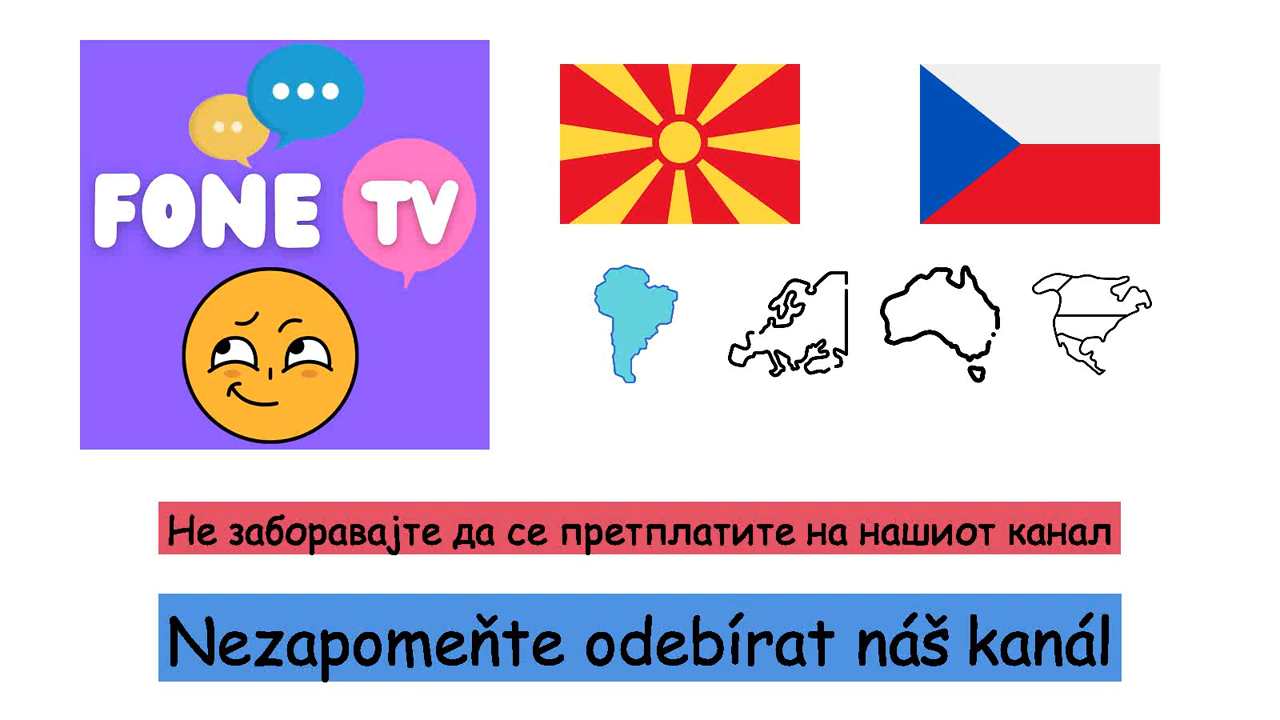 FONE TV
Не заборавајте да се претплатите на нашиот канал
Nezapomeňte odebírat náš kanál